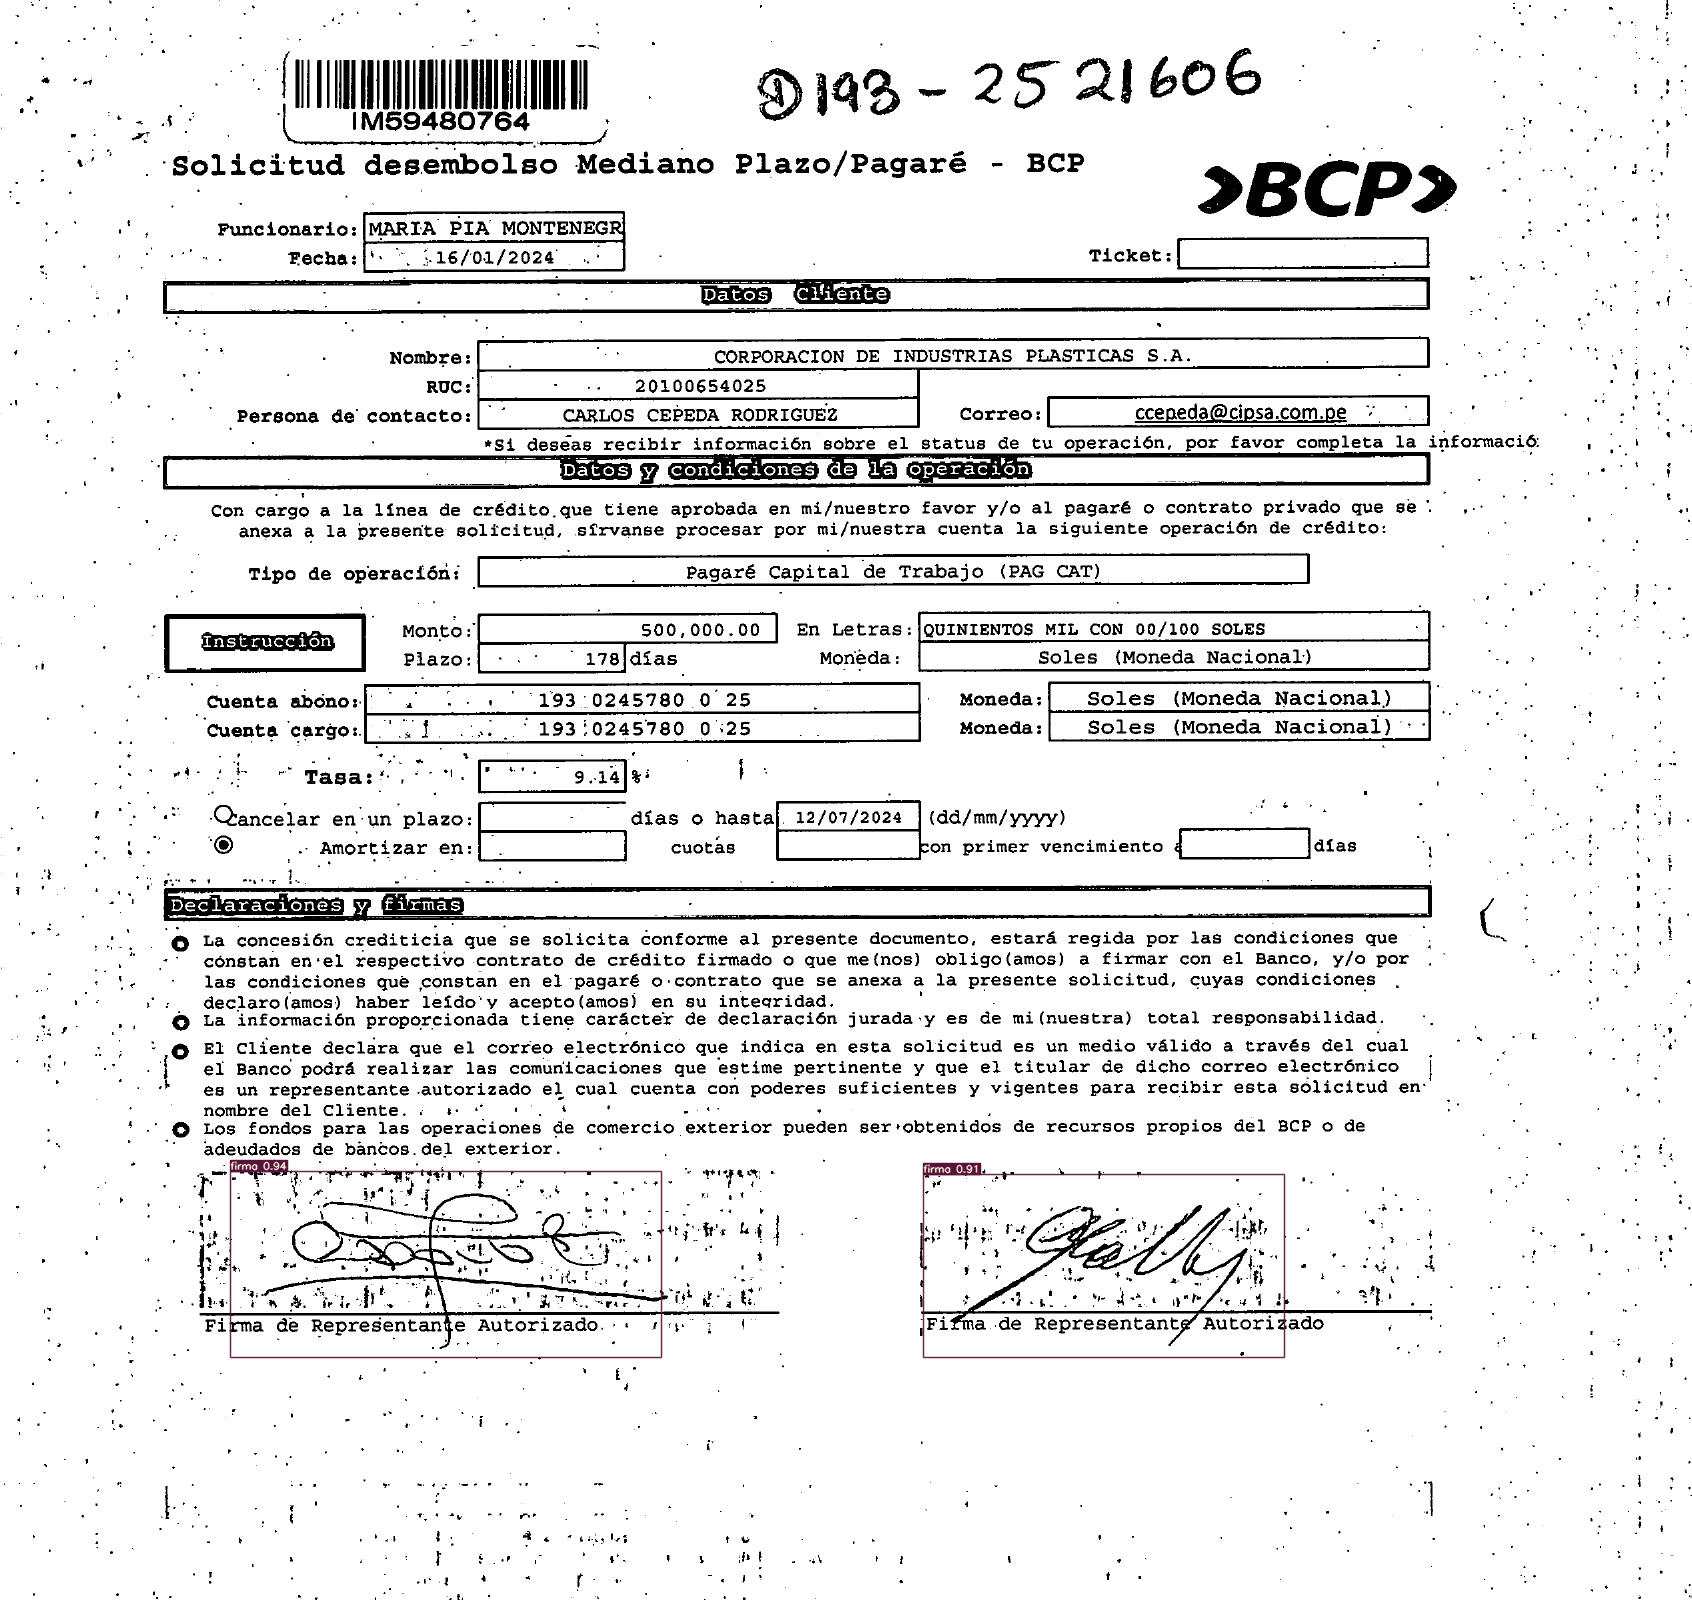 D193-2521606
IM59480764
Solicitud desembolso Mediano Plazo/Pagaré - BCP
BCP
Funcionario: MARIA PIA MONTENEGR
Fecha: 16/01/2024
Ticket:
Datos Cliente
Nombre: CORPORACION DE INDUSTRIAS PLASTICAS S.A.
RUC: 20100654025
Persona de contacto: CARLOS CEPEDA RODRIGUEZ Correo: ccepeda@cipsa.com.pe
*Si deseas recibir información sobre el status de tu operación, por favor completa la informació
Datos y condiciones de la operación
Con cargo a la línea de crédito que tiene aprobada en mi/nuestro favor y/o al pagaré o contrato privado que se
anexa a la presente solicitud, sírvanse procesar por mi/nuestra cuenta la siguiente operación de crédito:
Tipo de operación: Pagaré Capital de Trabajo (PAG CAT)
Instrucción
Monto: 500,000.00 En Letras: QUINIENTOS MIL CON 00/100 SOLES
Plazo: 178 días Moneda: Soles (Moneda Nacional)
Cuenta abono: 193 0245780 0 25 Moneda: Soles (Moneda Nacional)
Cuenta cargo: 193 0245780 0 25 Moneda: Soles (Moneda Nacional)
Tasa: 9.14 %
Cancelar en un plazo: días o hasta 12/07/2024 (dd/mm/yyyy)
Amortizar en: cuotas con primer vencimiento a días
Declaraciones y firmas
La concesión crediticia que se solicita conforme al presente documento, estará regida por las condiciones que
constan en el respectivo contrato de crédito firmado o que me(nos) obligo(amos) a firmar con el Banco, y/o por
las condiciones que constan en el pagaré o contrato que se anexa a la presente solicitud, cuyas condiciones
declaro(amos) haber leído y acepto(amos) en su integridad.
La información proporcionada tiene carácter de declaración jurada y es de mi(nuestra) total responsabilidad.
El Cliente declara que el correo electrónico que indica en esta solicitud es un medio válido a través del cual
el Banco podrá realizar las comunicaciones que estime pertinente y que el titular de dicho correo electrónico
es un representante autorizado el cual cuenta con poderes suficientes y vigentes para recibir esta solicitud en
nombre del Cliente.
Los fondos para las operaciones de comercio exterior pueden ser obtenidos de recursos propios del BCP o de
adeudados de bancos del exterior.
firma 0.94
firma 0.91
Firma de Representante Autorizado
Firma de Representante Autorizado